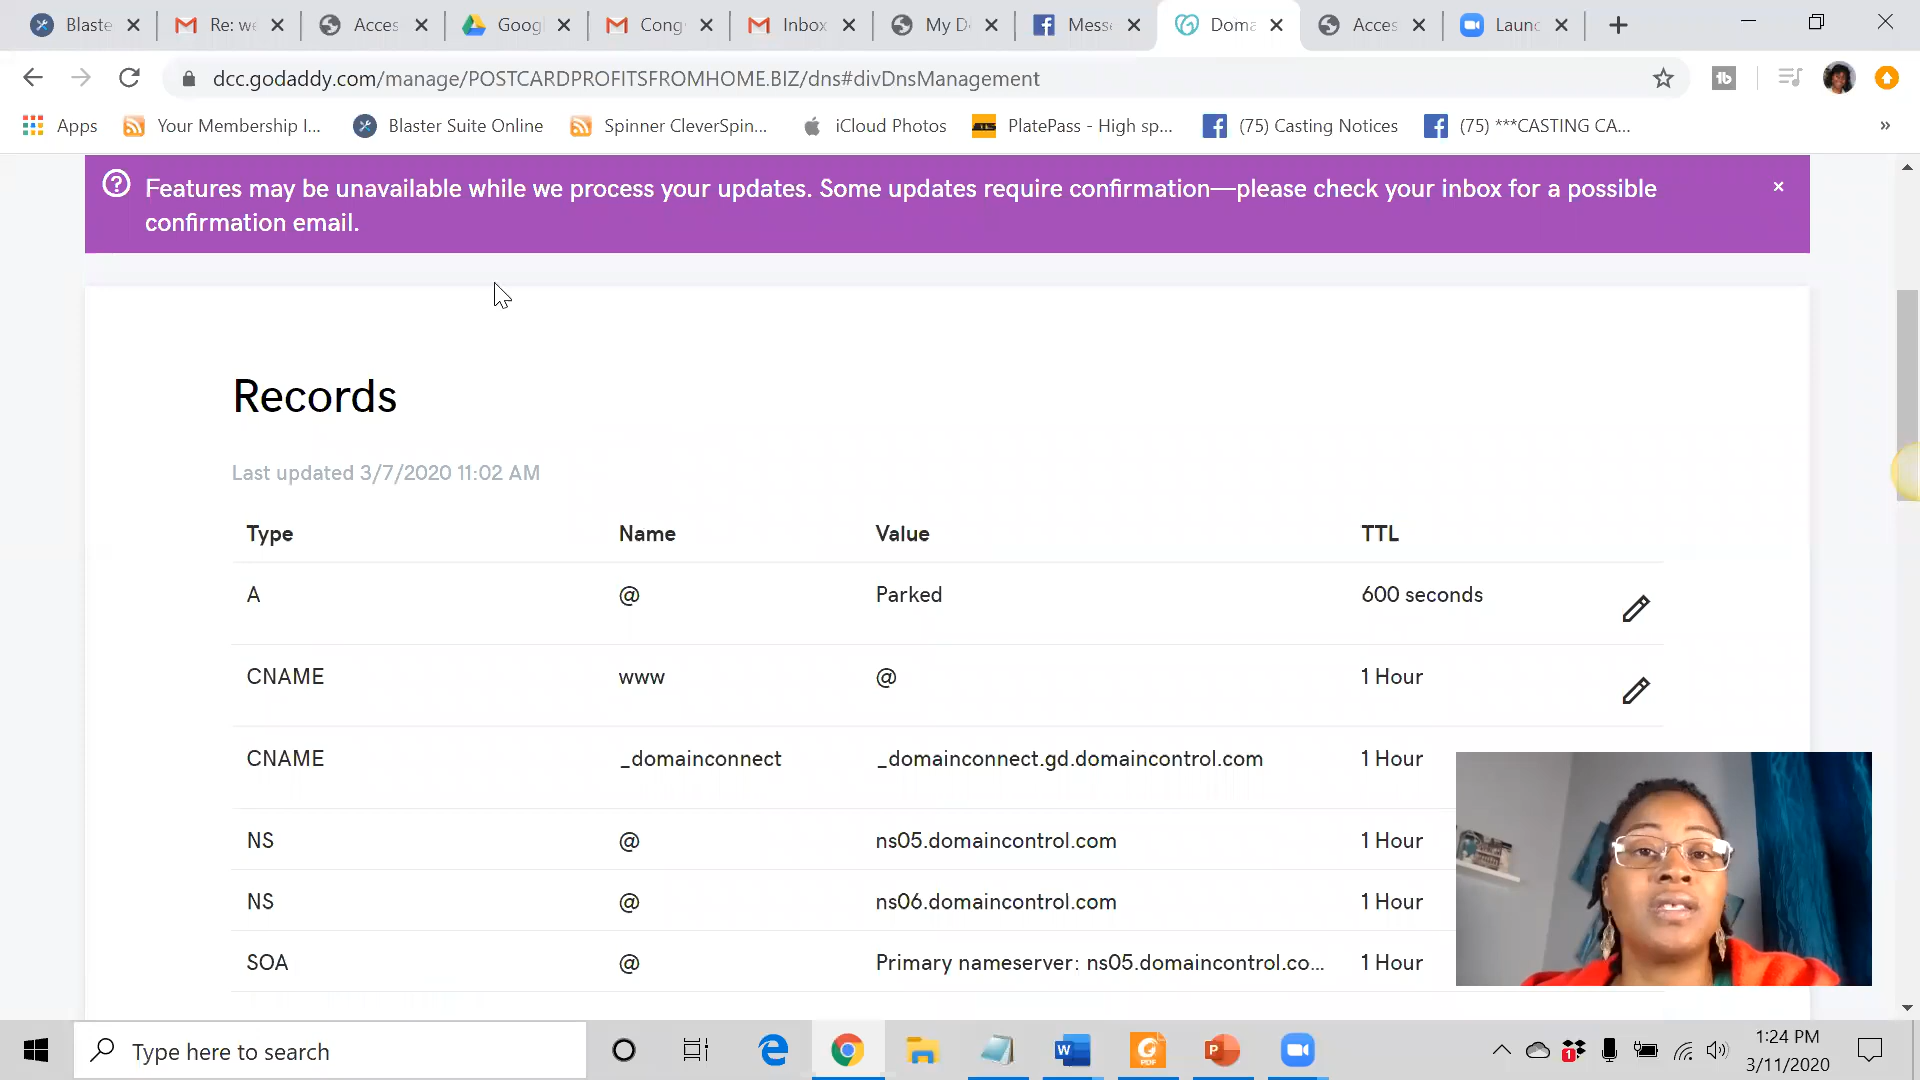 Blaste
Re: we
Acces
Goog
Cong
Inbox
My D
Mess
Doma
Acces
Launc
dcc.godaddy.com/manage/POSTCARDPROFITSFROMHOME.BIZ/dns#divDnsManagement
Apps
Your Membership I...
Blaster Suite Online
Spinner CleverSpin...
iCloud Photos
PlatePass - High sp...
(75) Casting Notices
(75) ***CASTING CA...
»
Features may be unavailable while we process your updates. Some updates require confirmation—please check your inbox for a possible
confirmation email.
Records
Last updated 3/7/2020 11:02 AM
Type Name Value TTL
A @ Parked 600 seconds
CNAME www @ 1 Hour
CNAME _domainconnect _domainconnect.gd.domaincontrol.com 1 Hour
NS @ ns05.domaincontrol.com 1 Hour
NS @ ns06.domaincontrol.com 1 Hour
SOA @ Primary nameserver: ns05.domaincontrol.co... 1 Hour
Type here to search
1:24 PM
3/11/2020